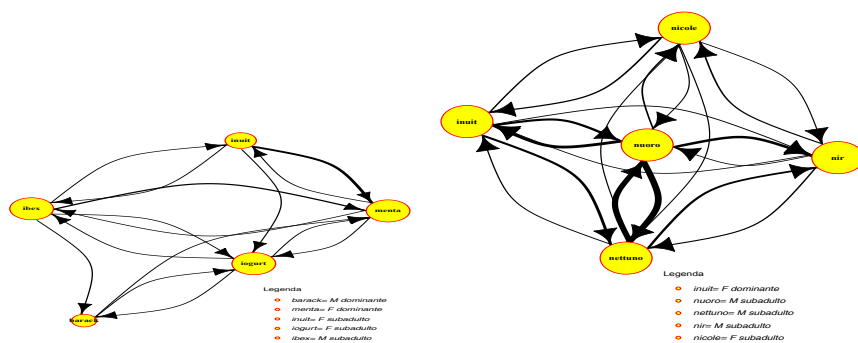 inuit
ibex
menta
iogurt
barack
Legenda
barack= M dominante
menta= F dominante
inuit= F subadulto
iogurt= F subadulto
ibex= M subadulto
nicole
inuit
nuoro
nir
nettuno
Legenda
inuit= F dominante
nuoro= M subadulto
nettuno= M subadulto
nir= M subadulto
nicole= F subadulto